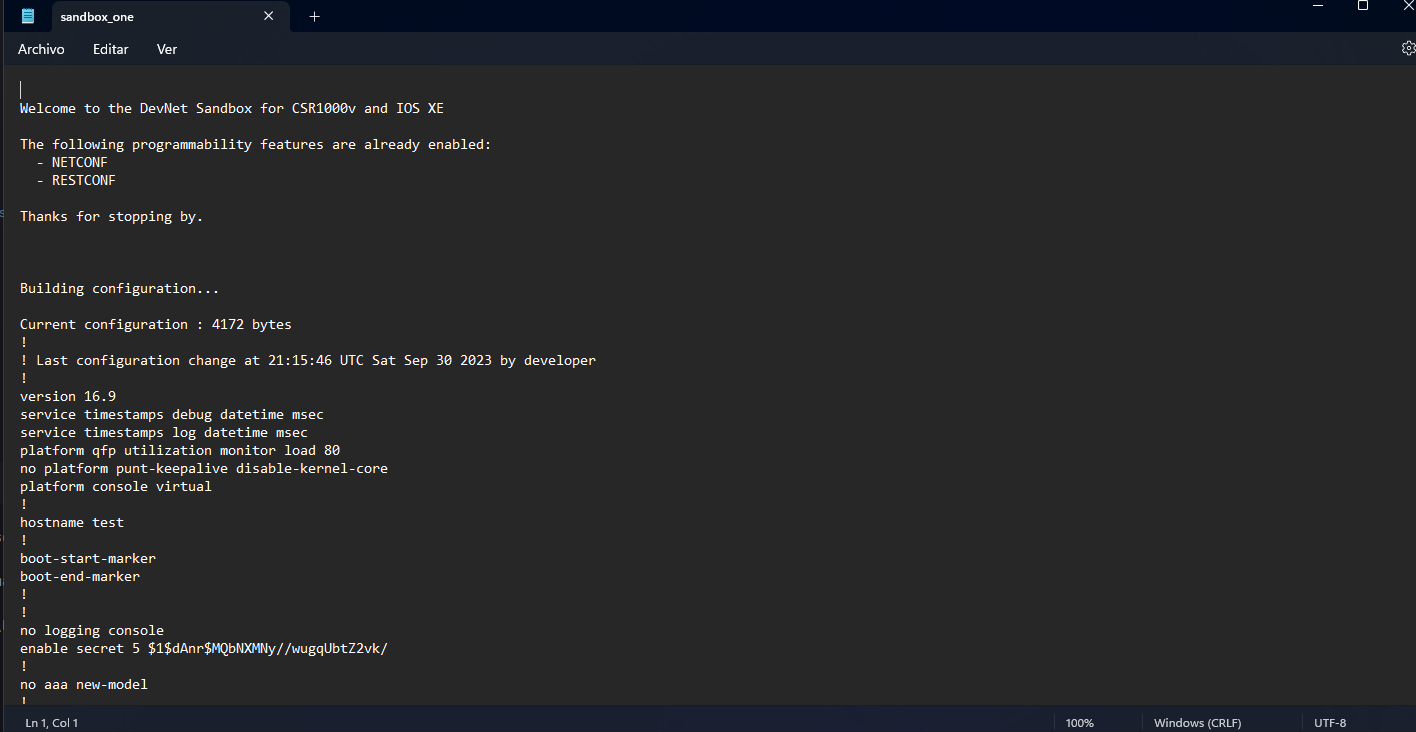 sandbox_one
Archivo Editar Ver
Welcome to the DevNet Sandbox for CSR1000v and IOS XE
The following programmability features are already enabled:
- NETCONF
- RESTCONF
Thanks for stopping by.
Building configuration...
Current configuration : 4172 bytes
!
! Last configuration change at 21:15:46 UTC Sat Sep 30 2023 by developer
!
version 16.9
service timestamps debug datetime msec
service timestamps log datetime msec
platform qfp utilization monitor load 80
no platform punt-keepalive disable-kernel-core
platform console virtual
!
hostname test
!
boot-start-marker
boot-end-marker
!
!
no logging console
enable secret 5 $1$dAnr$MQbNXMNy//wugqUbtZ2vk/
!
no aaa new-model
!
Ln 1, Col 1 100% Windows (CRLF) UTF-8